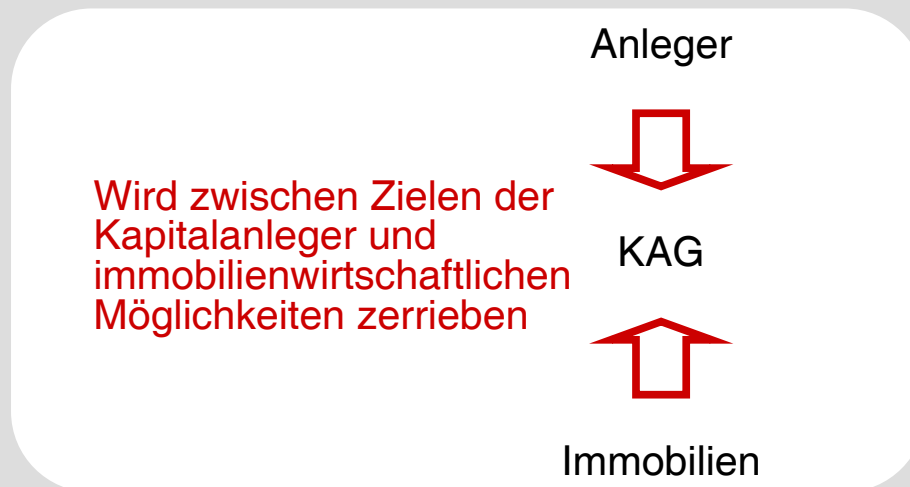 Anleger
Wird zwischen Zielen der
Kapitalanleger und
immobilienwirtschaftlichen
Möglichkeiten zerrieben
KAG
Immobilien